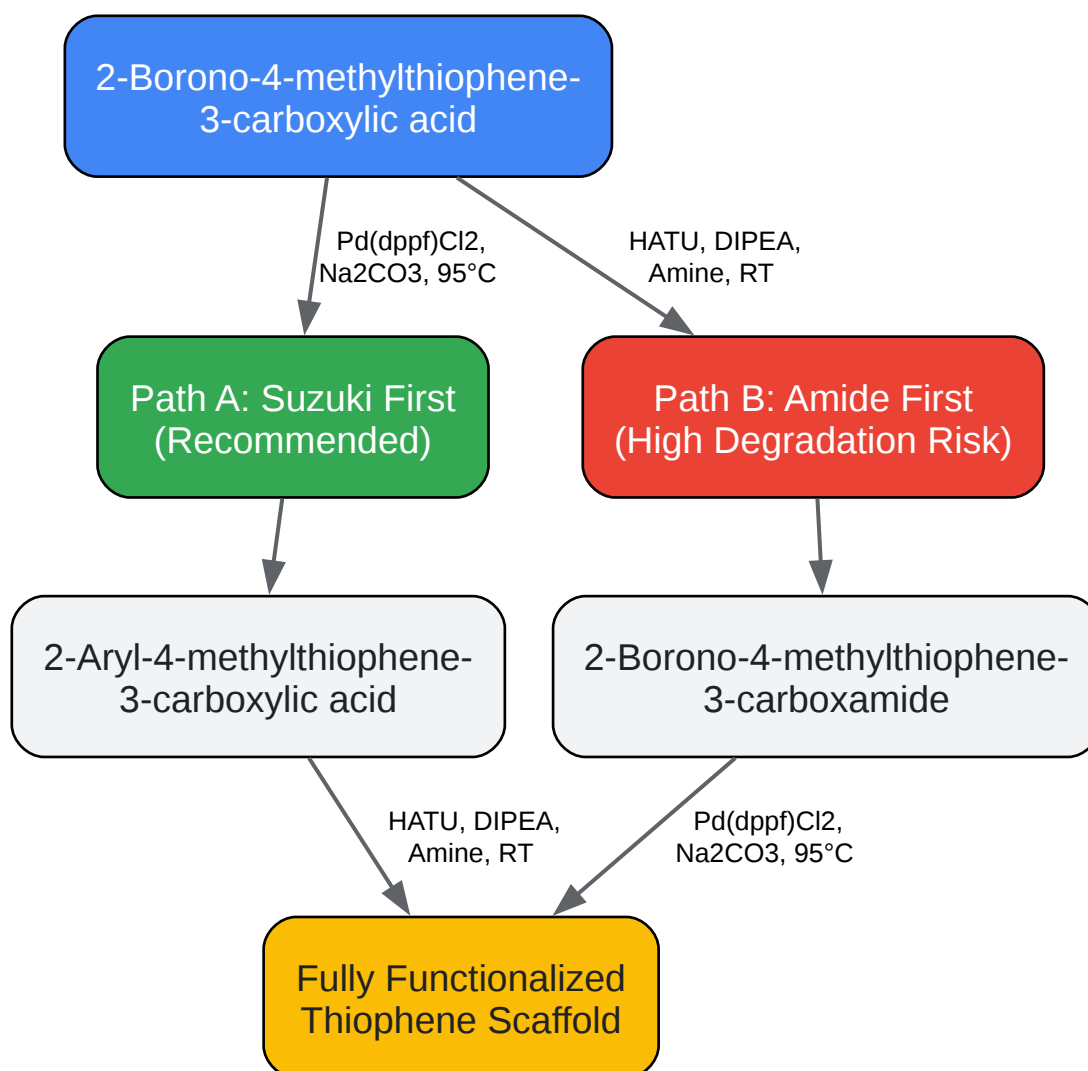 2-Borono-4-methylthiophene-
3-carboxylic acid
Pd(dppf)Cl2,
Na2CO3, 95°C
HATU, DIPEA,
Amine, RT
Path A: Suzuki First
(Recommended)
Path B: Amide First
(High Degradation Risk)
2-Aryl-4-methylthiophene-
3-carboxylic acid
2-Borono-4-methylthiophene-
3-carboxamide
HATU, DIPEA,
Amine, RT
Pd(dppf)Cl2,
Na2CO3, 95°C
Fully Functionalized
Thiophene Scaffold